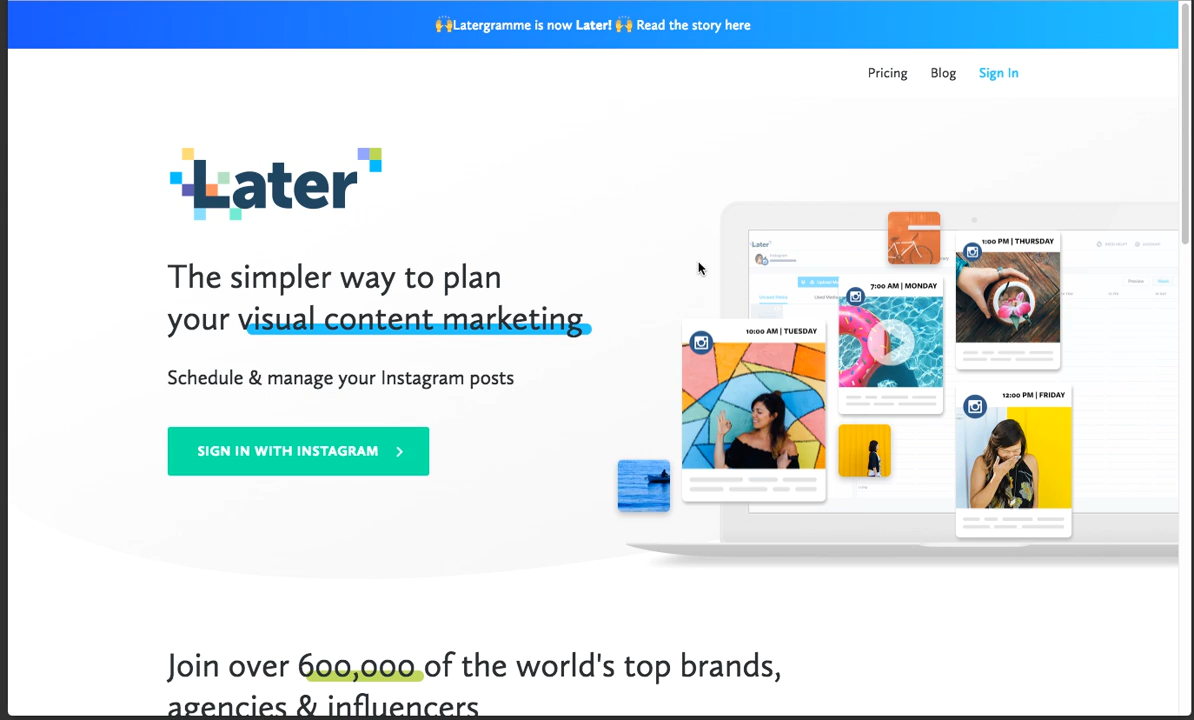 🙌Latergramme is now Later! 🙌 Read the story here
Pricing Blog Sign In
Later
The simpler way to plan
your visual content marketing
Schedule & manage your Instagram posts
SIGN IN WITH INSTAGRAM
Later
1:00 PM | THURSDAY
7:00 AM | MONDAY
10:00 AM | TUESDAY
12:00 PM | FRIDAY
Join over 600,000 of the world's top brands,
agencies & influencers